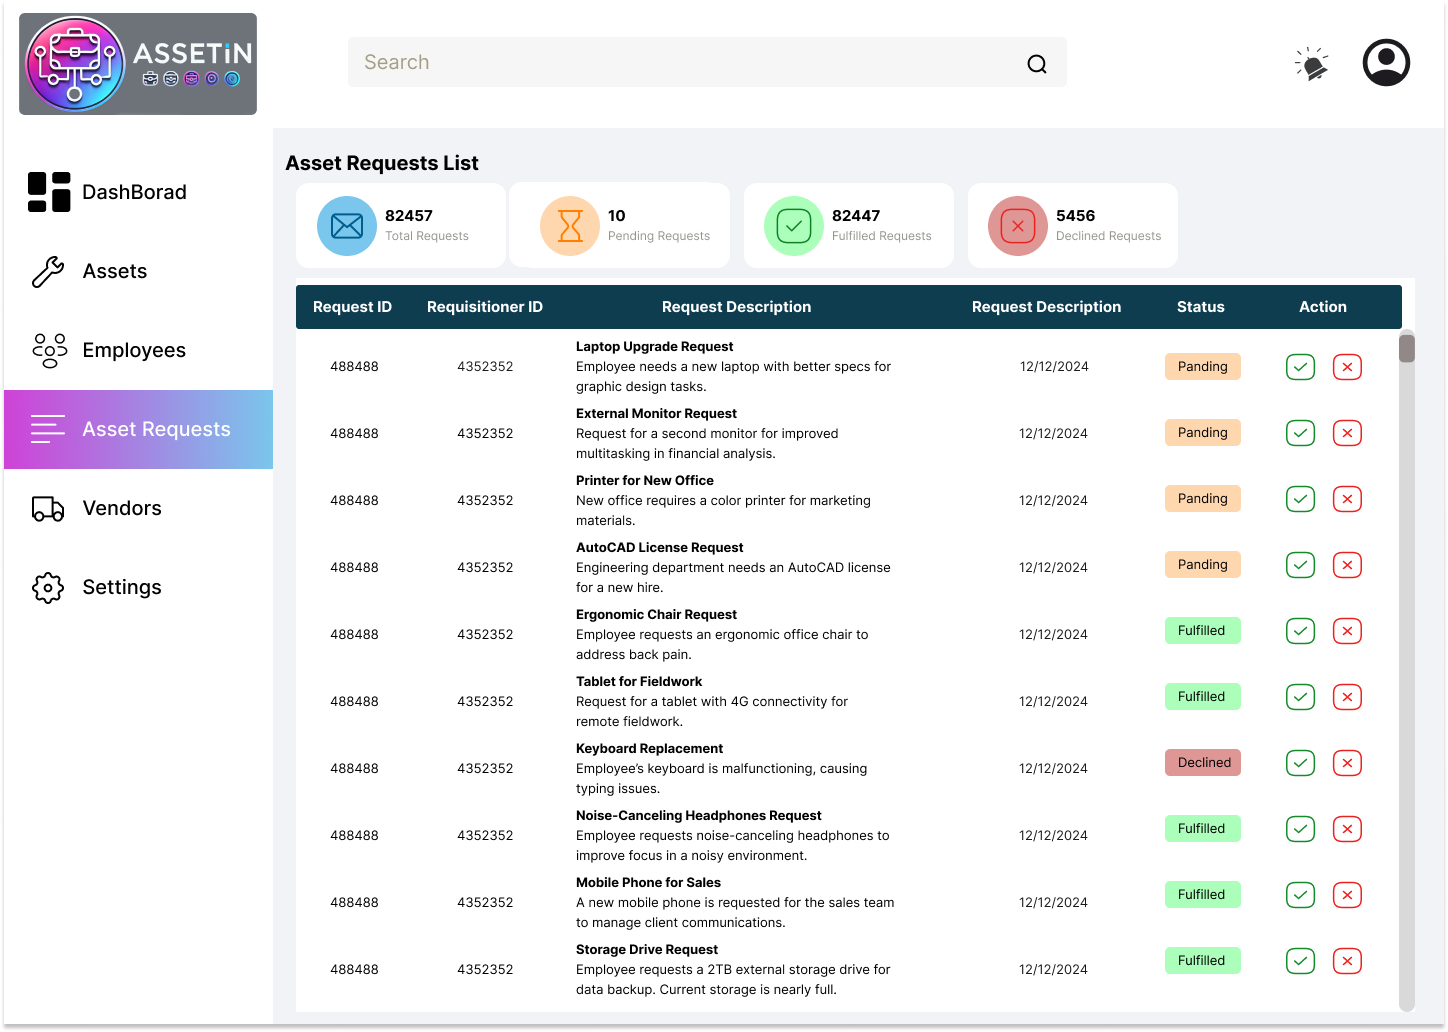 ASSETiN
Search
DashBorad
Assets
Employees
Asset Requests
Vendors
Settings
Asset Requests List
82457
Total Requests
10
Pending Requests
82447
Fulfilled Requests
5456
Declined Requests
Request ID Requisitioner ID Request Description Request Description Status Action
Laptop Upgrade Request
488488 4352352 Employee needs a new laptop with better specs for 12/12/2024 Panding
graphic design tasks.
External Monitor Request
488488 4352352 Request for a second monitor for improved 12/12/2024 Panding
multitasking in financial analysis.
Printer for New Office
488488 4352352 New office requires a color printer for marketing 12/12/2024 Panding
materials.
AutoCAD License Request
488488 4352352 Engineering department needs an AutoCAD license 12/12/2024 Panding
for a new hire.
Ergonomic Chair Request
488488 4352352 Employee requests an ergonomic office chair to 12/12/2024 Fulfilled
address back pain.
Tablet for Fieldwork
488488 4352352 Request for a tablet with 4G connectivity for 12/12/2024 Fulfilled
remote fieldwork.
Keyboard Replacement
488488 4352352 Employee’s keyboard is malfunctioning, causing 12/12/2024 Declined
typing issues.
Noise-Canceling Headphones Request
488488 4352352 Employee requests noise-canceling headphones to 12/12/2024 Fulfilled
improve focus in a noisy environment.
Mobile Phone for Sales
488488 4352352 A new mobile phone is requested for the sales team 12/12/2024 Fulfilled
to manage client communications.
Storage Drive Request
488488 4352352 Employee requests a 2TB external storage drive for 12/12/2024 Fulfilled
data backup. Current storage is nearly full.